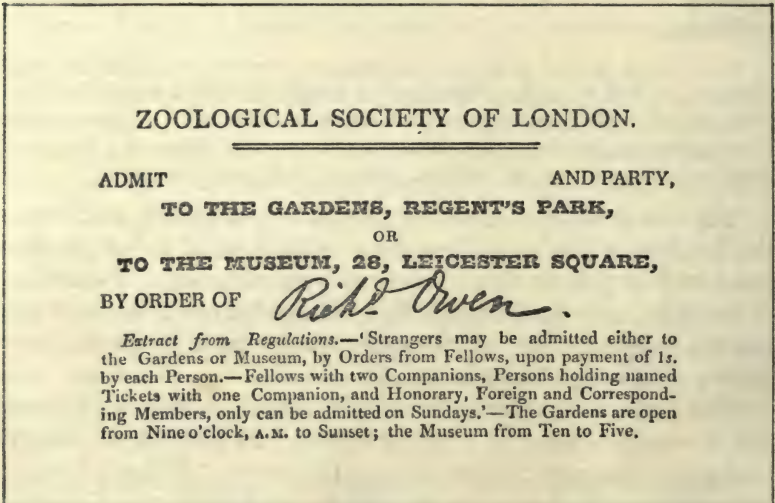 ZOOLOGICAL SOCIETY OF LONDON.
ADMIT AND PARTY,
TO THE GARDENS, REGENT'S PARK,
OR
TO THE MUSEUM, 28, LEICESTER SQUARE,
BY ORDER OF Richd Owen.
Extract from Regulations.—'Strangers may be admitted either to
the Gardens or Museum, by Orders from Fellows, upon payment of 1s.
by each Person.—Fellows with two Companions, Persons holding named
Tickets with one Companion, and Honorary, Foreign and Correspond-
ing Members, only can be admitted on Sundays.'—The Gardens are open
from Nine o'clock, A.M. to Sunset; the Museum from Ten to Five.